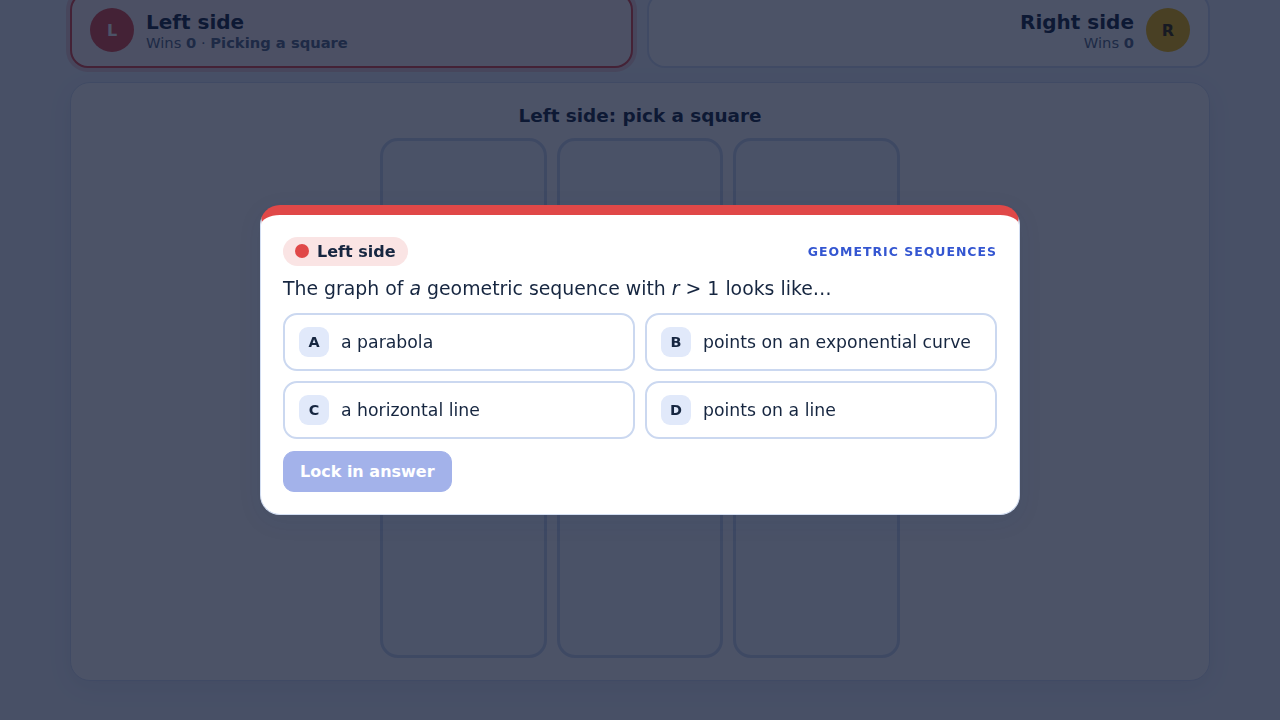 L
Left side
Wins 0 · Picking a square
Right side
Wins 0
R
Left side: pick a square
Left side
GEOMETRIC SEQUENCES
The graph of a geometric sequence with r > 1 looks like...
A a parabola
B points on an exponential curve
C a horizontal line
D points on a line
Lock in answer